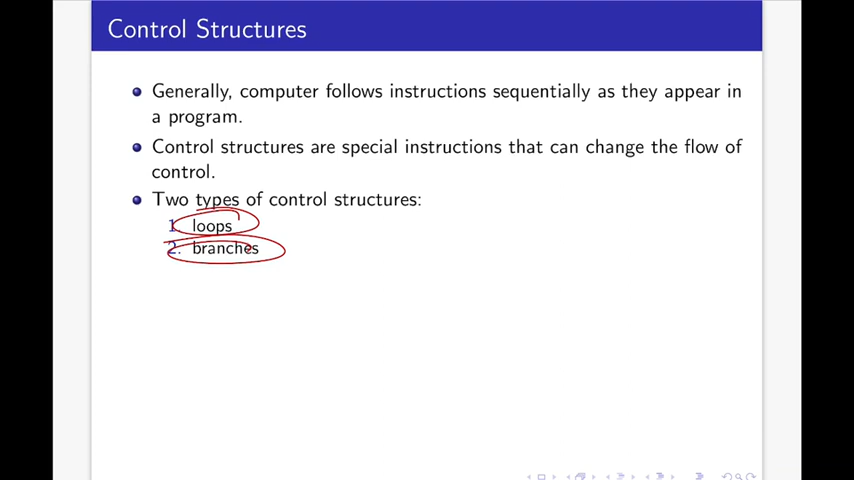 Control Structures
Generally, computer follows instructions sequentially as they appear in
a program.
Control structures are special instructions that can change the flow of
control.
Two types of control structures:
1. loops
2. branches